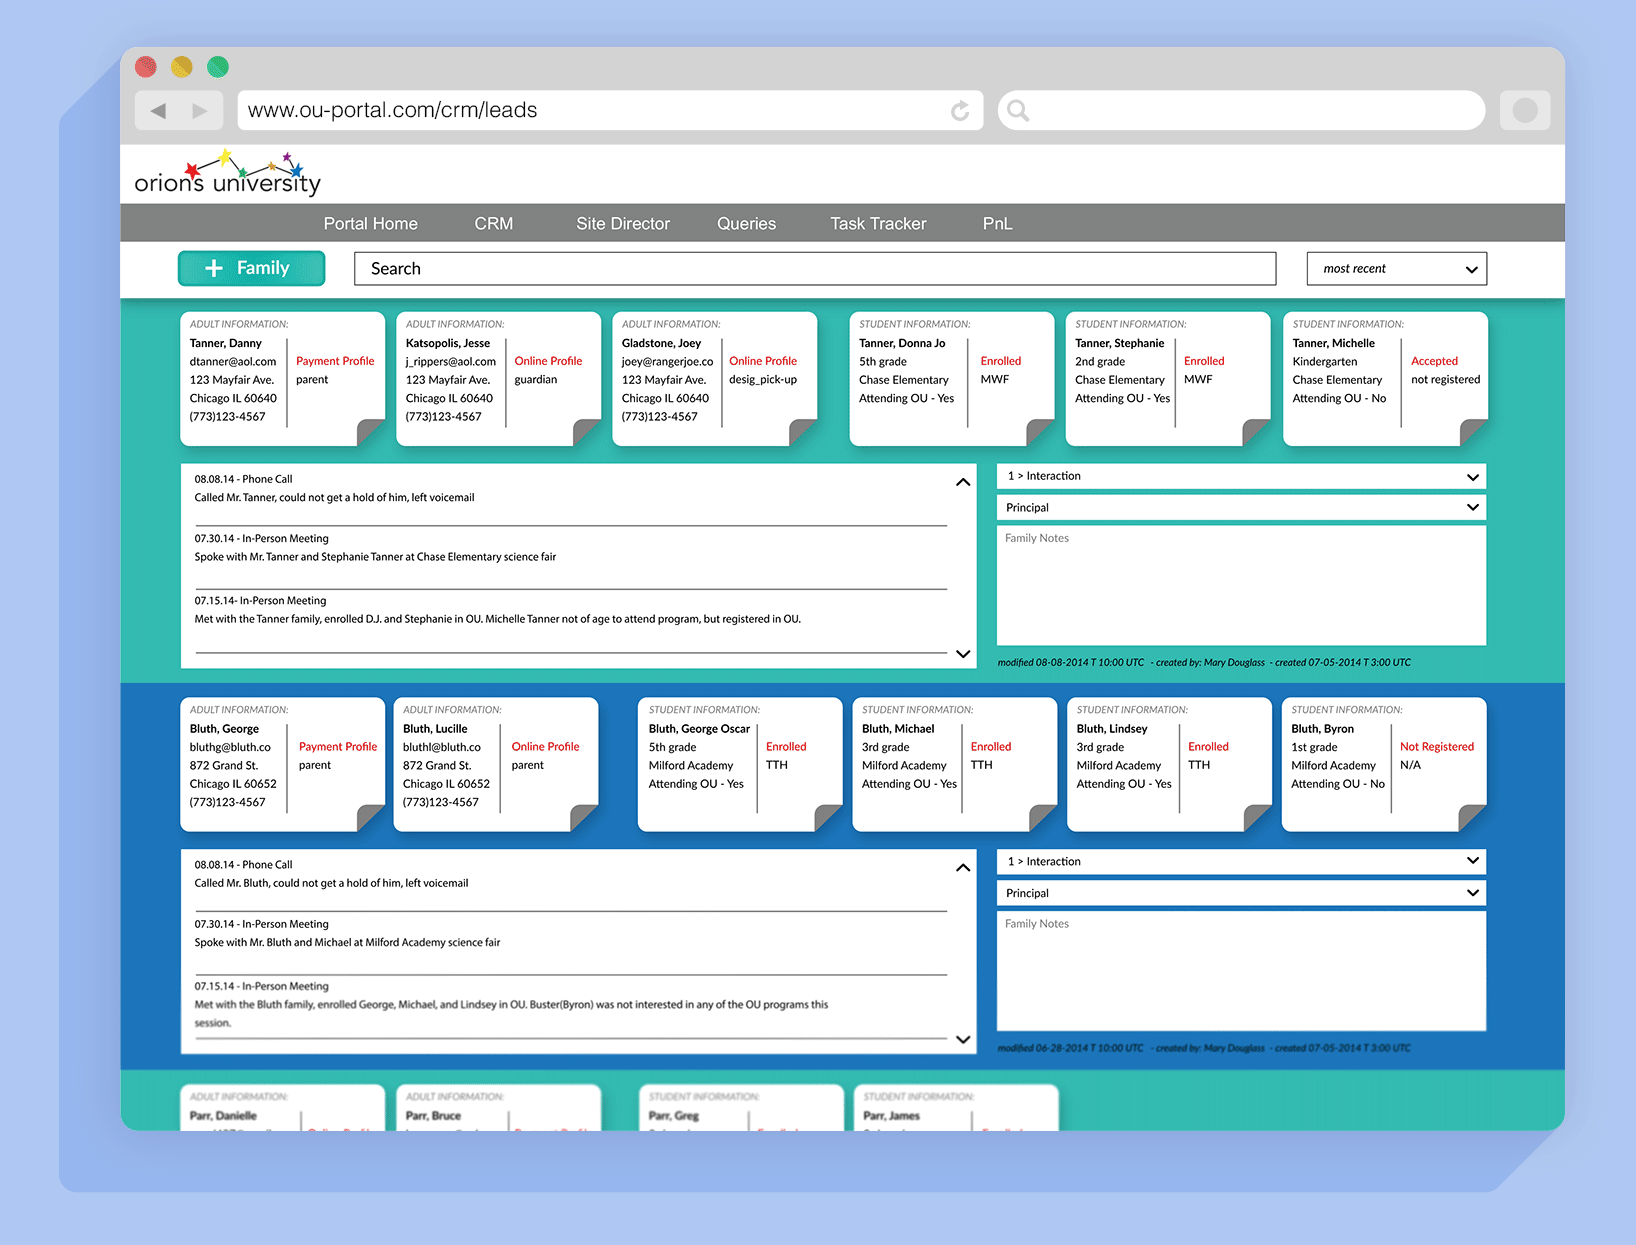 www.ou-portal.com/crm/leads
orion's university
Portal Home CRM Site Director Queries Task Tracker PnL
+ Family
Search
most recent
ADULT INFORMATION:
Tanner, Danny
dtanner@aol.com
123 Mayfair Ave.
Chicago IL 60640
(773)123-4567
Payment Profile
parent
ADULT INFORMATION:
Katsopolis, Jesse
j_rippers@aol.com
123 Mayfair Ave.
Chicago IL 60640
(773)123-4567
Online Profile
guardian
ADULT INFORMATION:
Gladstone, Joey
joey@rangerjoe.co
123 Mayfair Ave.
Chicago IL 60640
(773)123-4567
Online Profile
desig_pick-up
STUDENT INFORMATION:
Tanner, Donna Jo
5th grade
Chase Elementary
Attending OU - Yes
Enrolled
MWF
STUDENT INFORMATION:
Tanner, Stephanie
2nd grade
Chase Elementary
Attending OU - Yes
Enrolled
MWF
STUDENT INFORMATION:
Tanner, Michelle
Kindergarten
Chase Elementary
Attending OU - No
Accepted
not registered
08.08.14 - Phone Call
Called Mr. Tanner, could not get a hold of him, left voicemail
07.30.14 - In-Person Meeting
Spoke with Mr. Tanner and Stephanie Tanner at Chase Elementary science fair
07.15.14- In-Person Meeting
Met with the Tanner family, enrolled D.J. and Stephanie in OU. Michelle Tanner not of age to attend program, but registered in OU.
1 > Interaction
Principal
Family Notes
modified 08-08-2014 T 10:00 UTC - created by: Mary Douglass - created 07-05-2014 T 3:00 UTC
ADULT INFORMATION:
Bluth, George
bluthg@bluth.co
872 Grand St.
Chicago IL 60652
(773)123-4567
Payment Profile
parent
ADULT INFORMATION:
Bluth, Lucille
bluthl@bluth.co
872 Grand St.
Chicago IL 60652
(773)123-4567
Online Profile
parent
STUDENT INFORMATION:
Bluth, George Oscar
5th grade
Milford Academy
Attending OU - Yes
Enrolled
TTH
STUDENT INFORMATION:
Bluth, Michael
3rd grade
Milford Academy
Attending OU - Yes
Enrolled
TTH
STUDENT INFORMATION:
Bluth, Lindsey
3rd grade
Milford Academy
Attending OU - Yes
Enrolled
TTH
STUDENT INFORMATION:
Bluth, Byron
1st grade
Milford Academy
Attending OU - No
Not Registered
N/A
08.08.14 - Phone Call
Called Mr. Bluth, could not get a hold of him, left voicemail
07.30.14 - In-Person Meeting
Spoke with Mr. Bluth and Michael at Milford Academy science fair
07.15.14 - In-Person Meeting
Met with the Bluth family, enrolled George, Michael, and Lindsey in OU. Buster(Byron) was not interested in any of the OU programs this
session.
1 > Interaction
Principal
Family Notes
modified 06-28-2014 T 10:00 UTC - created by: Mary Douglass - created 07-05-2014 T 3:00 UTC
ADULT INFORMATION:
Parr, Danielle
ADULT INFORMATION:
Parr, Bruce
STUDENT INFORMATION:
Parr, Greg
STUDENT INFORMATION:
Parr, James